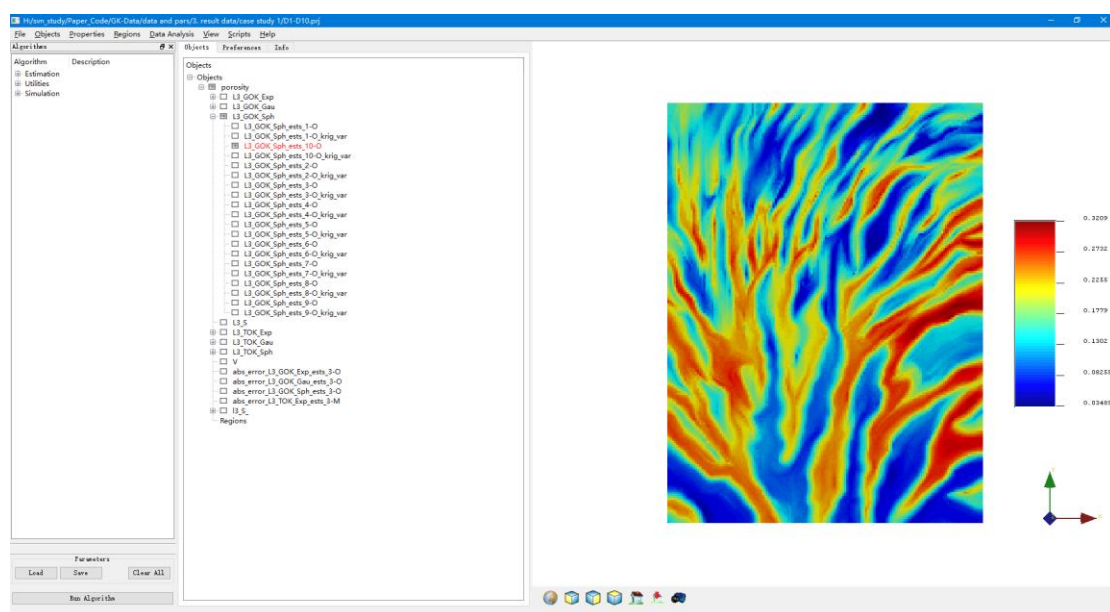 H:/svn_study/Paper_Code/GK-Data/data and pars/3. result data/case study 1/D1-D10.prj
File Objects Properties Regions Data Analysis View Scripts Help
Algorithms
Objects Preferences Info
Algorithm Description
Estimation
Utilities
Simulation
Objects
Objects
porosity
L3_GOK_Exp
L3_GOK_Gau
L3_GOK_Sph
L3_GOK_Sph_ests_1-O
L3_GOK_Sph_ests_1-O_krig_var
L3_GOK_Sph_ests_10-O
L3_GOK_Sph_ests_10-O_krig_var
L3_GOK_Sph_ests_2-O
L3_GOK_Sph_ests_2-O_krig_var
L3_GOK_Sph_ests_3-O
L3_GOK_Sph_ests_3-O_krig_var
L3_GOK_Sph_ests_4-O
L3_GOK_Sph_ests_4-O_krig_var
L3_GOK_Sph_ests_5-O
L3_GOK_Sph_ests_5-O_krig_var
L3_GOK_Sph_ests_6-O
L3_GOK_Sph_ests_6-O_krig_var
L3_GOK_Sph_ests_7-O
L3_GOK_Sph_ests_7-O_krig_var
L3_GOK_Sph_ests_8-O
L3_GOK_Sph_ests_8-O_krig_var
L3_GOK_Sph_ests_9-O
L3_GOK_Sph_ests_9-O_krig_var
L3_S
L3_TOK_Exp
L3_TOK_Gau
L3_TOK_Sph
V
abs_error_L3_GOK_Exp_ests_3-O
abs_error_L3_GOK_Gau_ests_3-O
abs_error_L3_GOK_Sph_ests_3-O
abs_error_L3_TOK_Exp_ests_3-M
l3_S_
Regions
Parameters
Load Save Clear All
Run Algorithm
0.3209
0.2732
0.2255
0.1779
0.1302
0.08255
0.03489